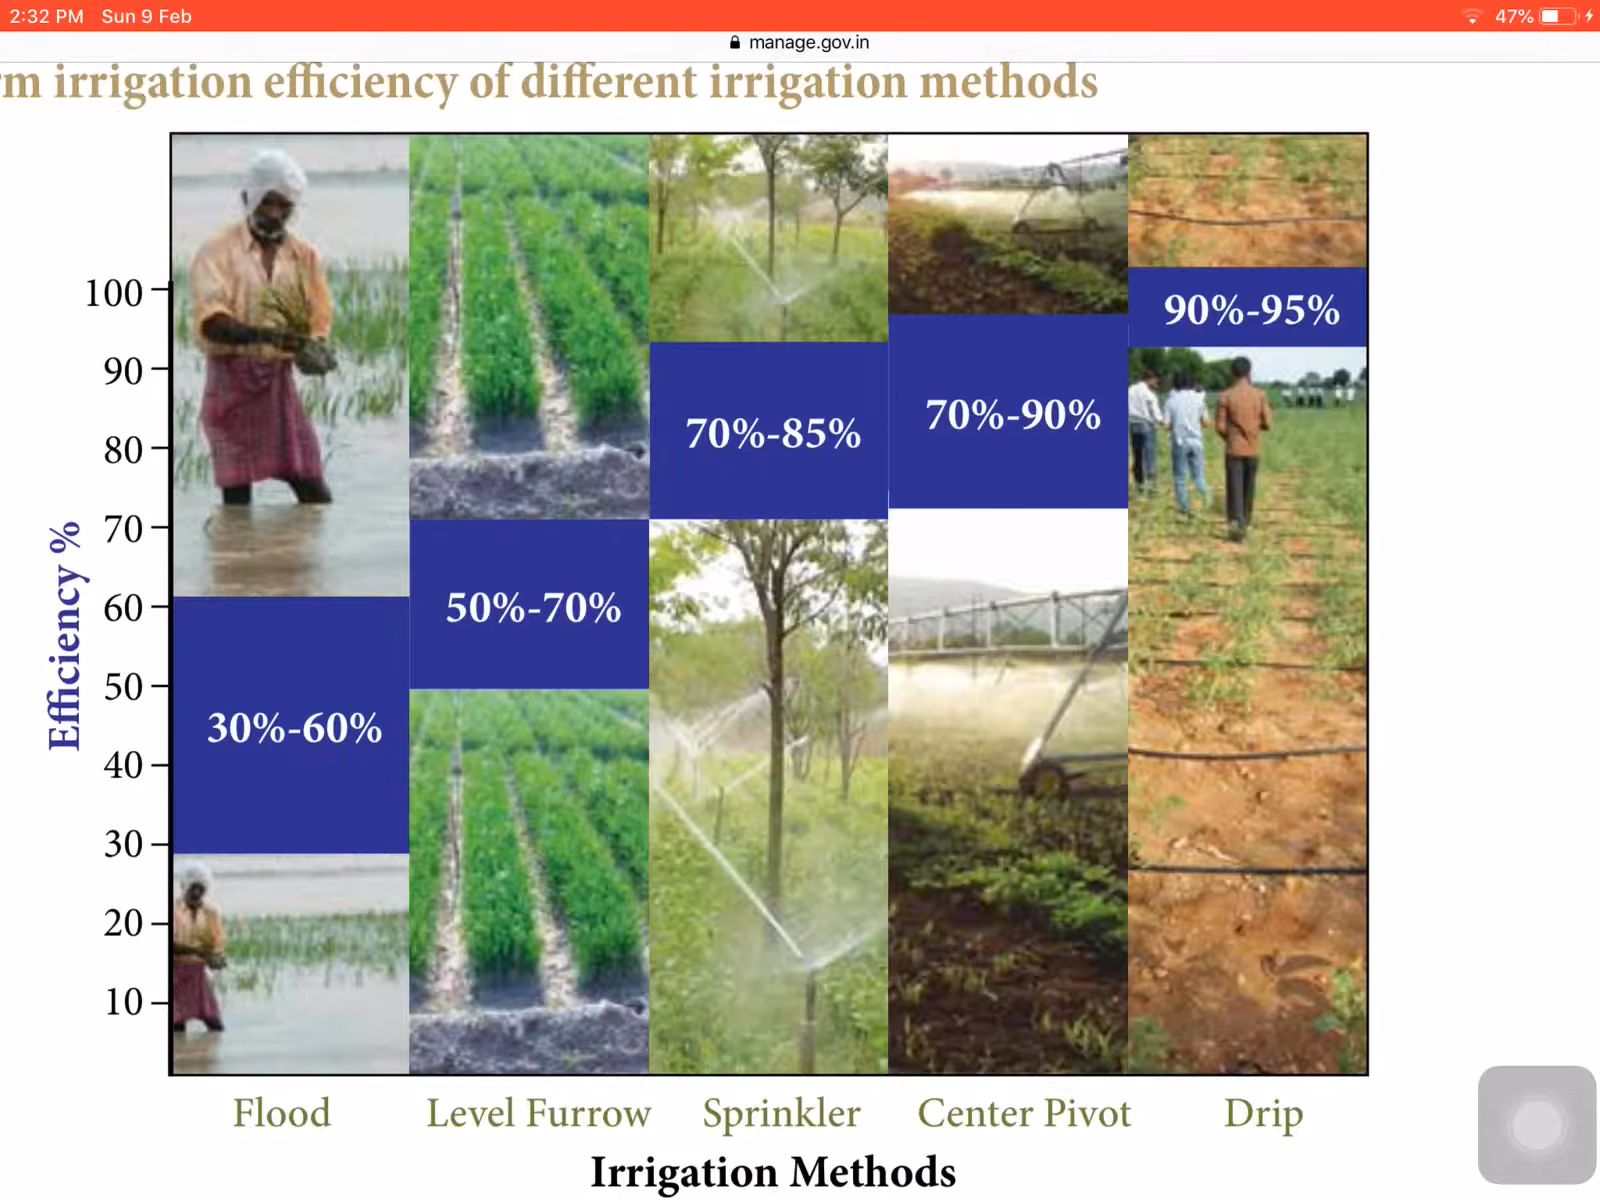 2:32 PM Sun 9 Feb
47%
manage.gov.in
m irrigation efficiency of different irrigation methods
Efficiency %
100
90
80
70
60
50
40
30
20
10
30%-60%
50%-70%
70%-85%
70%-90%
90%-95%
Flood
Level Furrow
Sprinkler
Center Pivot
Drip
Irrigation Methods